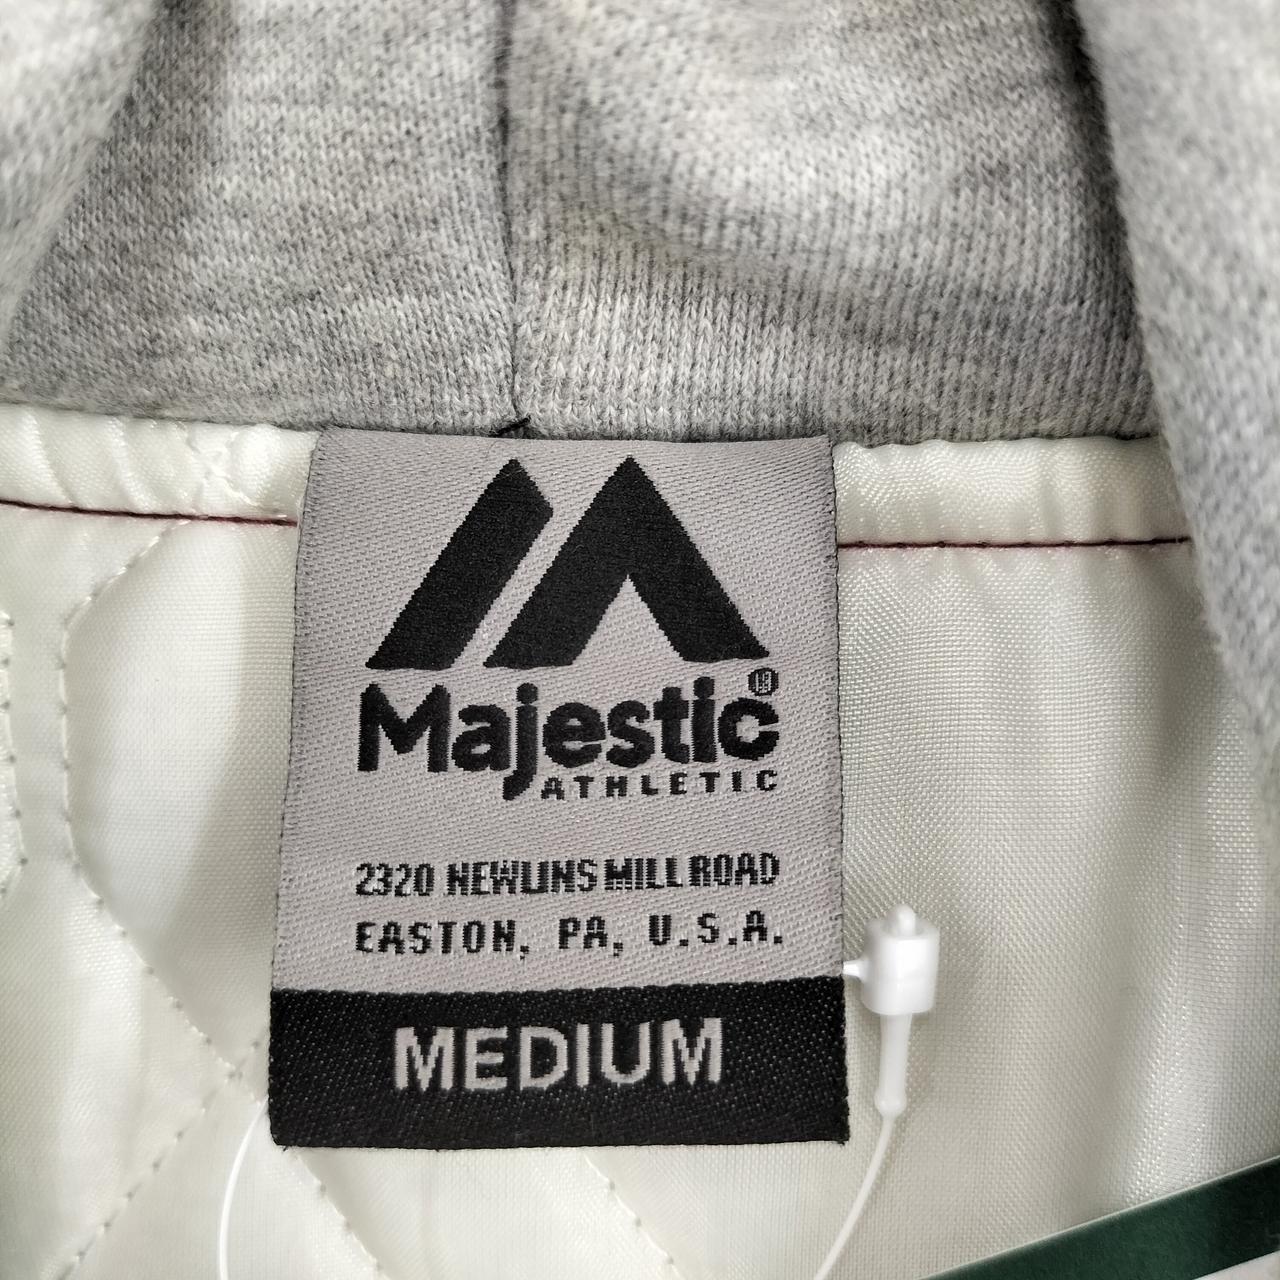 Majestic®
ATHLETIC
2320 NEWLINS MILL ROAD
EASTON, PA, U.S.A.
MEDIUM